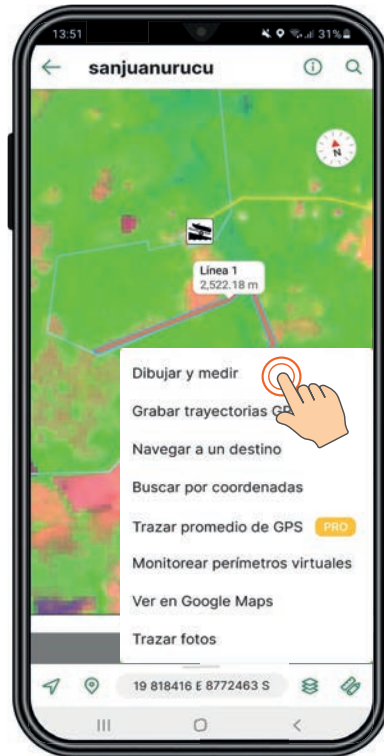 13:51
31%
sanjuanurucu
N
Línea 1
2,522.18 m
Dibujar y medir
Grabar trayectorias GP
Navegar a un destino
Buscar por coordenadas
Trazar promedio de GPS PRO
Monitorear perímetros virtuales
Ver en Google Maps
Trazar fotos
19 818416 E 8772463 S